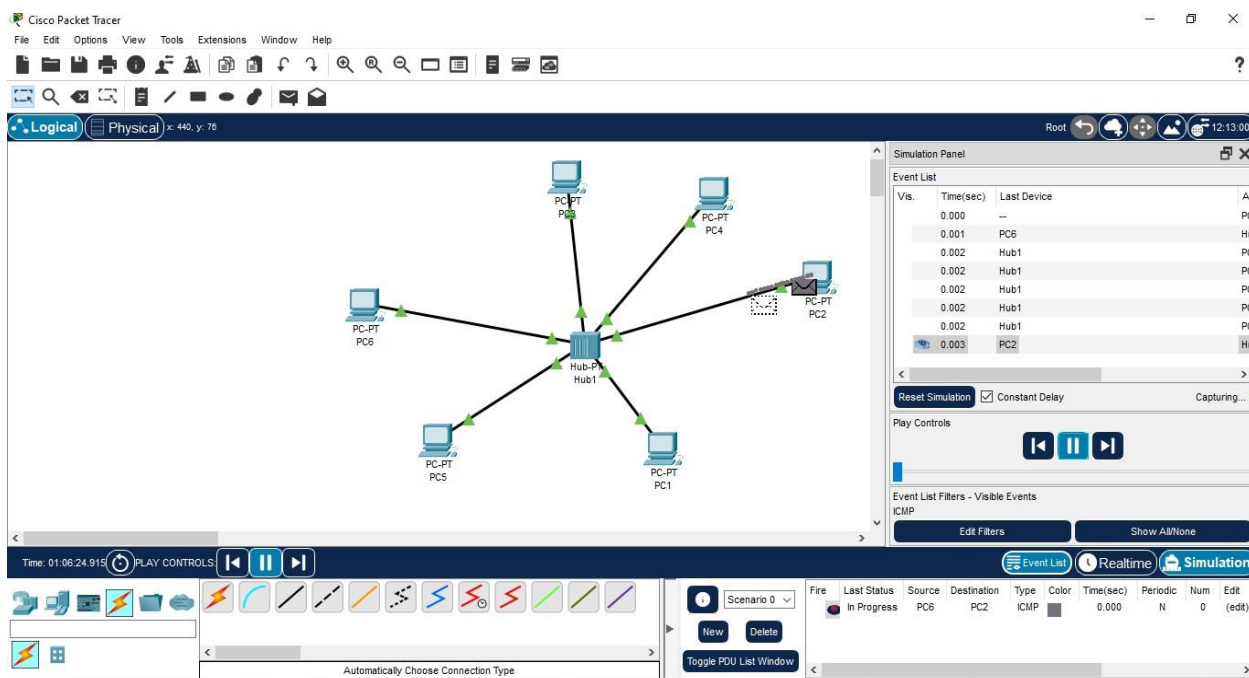 Cisco Packet Tracer
File Edit Options View Tools Extensions Window Help
?
Logical Physical x: 440, y: 76 Root 12:13:00
Simulation Panel
Event List
Vis. Time(sec) Last Device A
0.000 --
0.001 PC6
0.002 Hub1
0.002 Hub1
0.002 Hub1
0.002 Hub1
0.002 Hub1
0.003 PC2
Reset Simulation Constant Delay Capturing...
Play Controls
Event List Filters - Visible Events
ICMP
Edit Filters Show All/None
PC-PT
PC3
PC-PT
PC4
PC-PT
PC2
PC-PT
PC6
Hub-PT
Hub1
PC-PT
PC5
PC-PT
PC1
Time: 01:06:24.915 PLAY CONTROLS: Event List Realtime Simulation
Scenario 0
New Delete
Toggle PDU List Window
Fire Last Status Source Destination Type Color Time(sec) Periodic Num Edit
In Progress PC6 PC2 ICMP 0.000 N 0 (edit)
Automatically Choose Connection Type